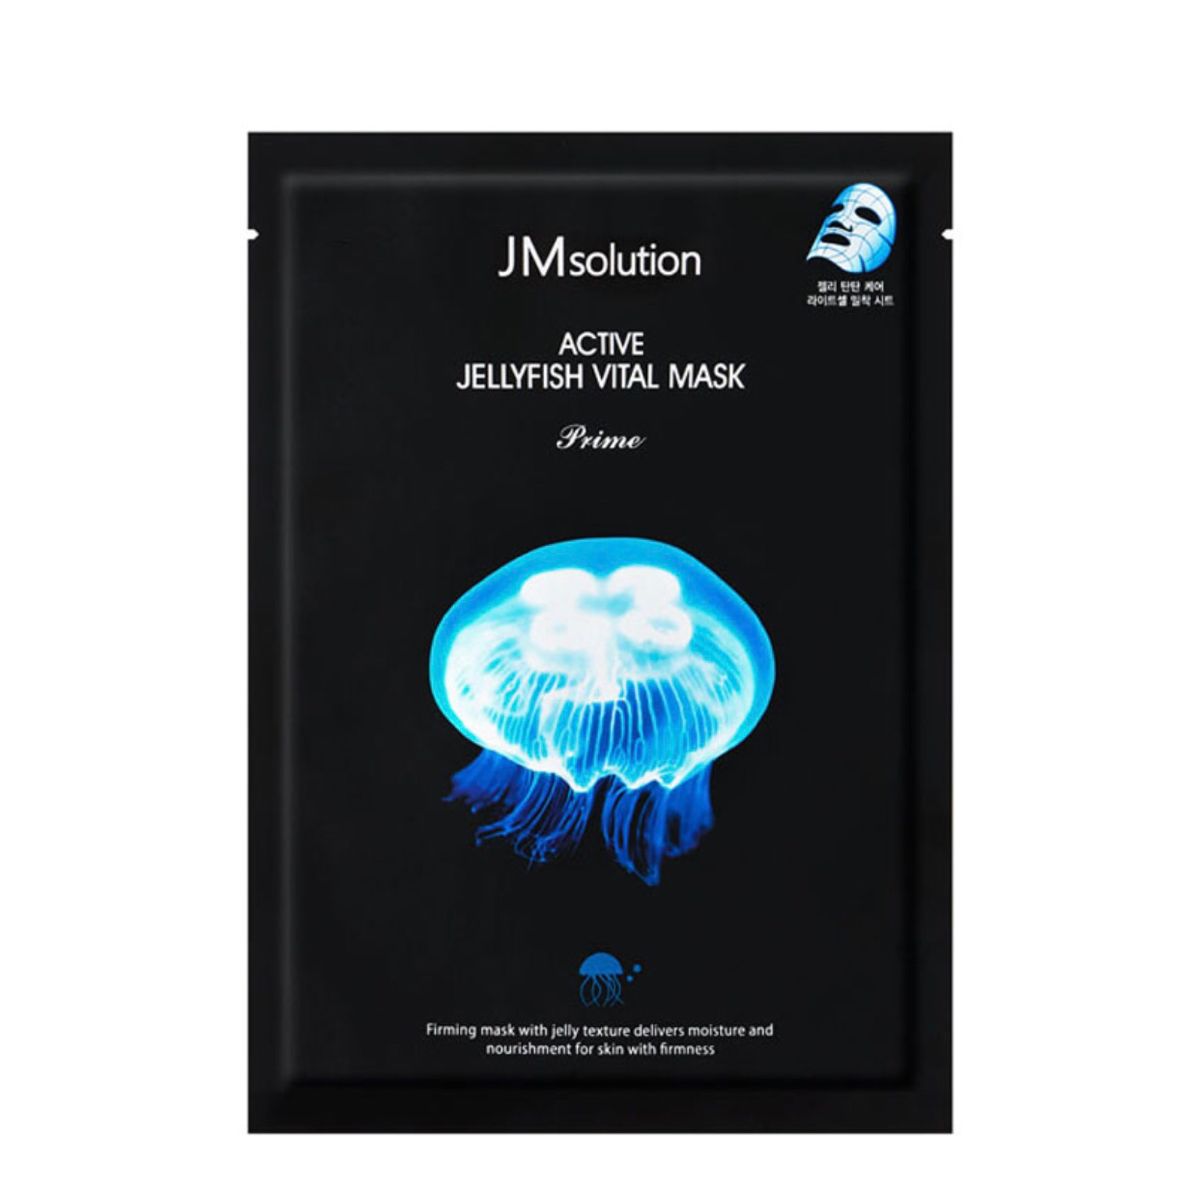 JMsolution
젤리 탄탄 케어
라이트셀 밀착 시트
ACTIVE
JELLYFISH VITAL MASK
Prime
Firming mask with jelly texture delivers moisture and
nourishment for skin with firmness